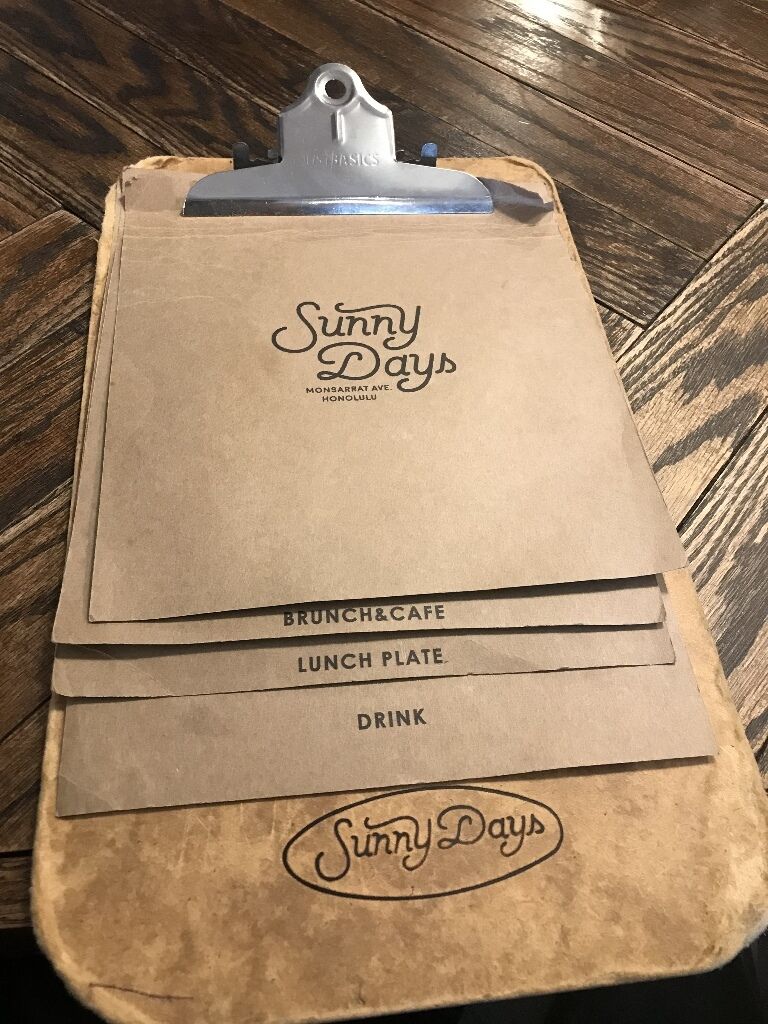 Sunny
Days
MONSARRAT AVE.
HONOLULU
BRUNCH&CAFE
LUNCH PLATE
DRINK
Sunny Days